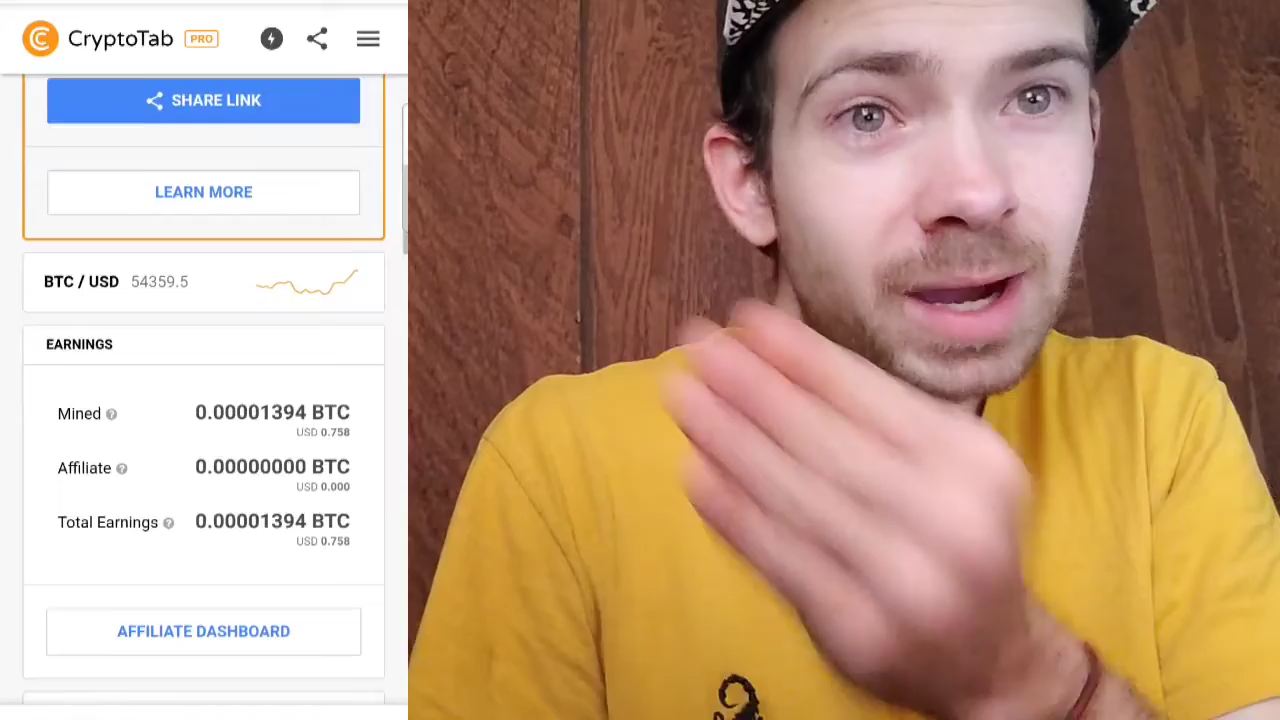 CryptoTab PRO
SHARE LINK
LEARN MORE
BTC / USD 54359.5
EARNINGS
Mined 0.00001394 BTC
USD 0.758
Affiliate 0.00000000 BTC
USD 0.000
Total Earnings 0.00001394 BTC
USD 0.758
AFFILIATE DASHBOARD